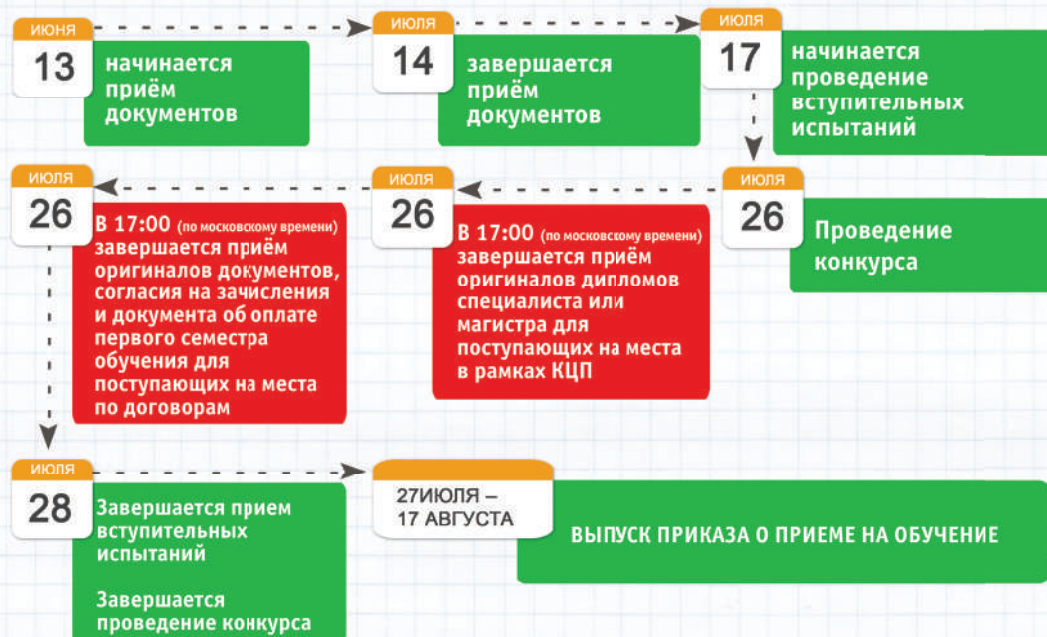 ИЮНЯ
13
начинается
приём
документов
ИЮЛЯ
14
завершается
приём
документов
ИЮЛЯ
17
начинается
проведение
вступительных
испытаний
ИЮЛЯ
26
Проведение
конкурса
ИЮЛЯ
26
В 17:00 (по московскому времени)
завершается приём
оригиналов дипломов
специалиста или
магистра для
поступающих на места
в рамках КЦП
ИЮЛЯ
26
В 17:00 (по московскому времени)
завершается приём
оригиналов документов,
согласия на зачисления
и документа об оплате
первого семестра
обучения для
поступающих на места
по договорам
ИЮЛЯ
28
Завершается прием
вступительных
испытаний
Завершается
проведение конкурса
27ИЮЛЯ –
17 АВГУСТА
ВЫПУСК ПРИКАЗА О ПРИЕМЕ НА ОБУЧЕНИЕ